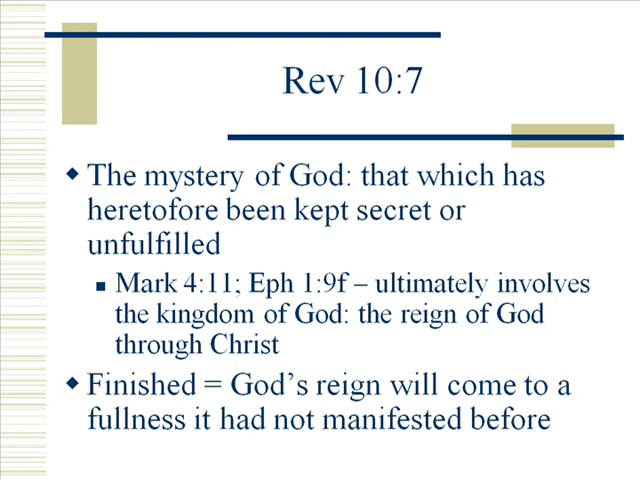 Rev 10:7
The mystery of God: that which has
heretofore been kept secret or
unfulfilled
Mark 4:11; Eph 1:9f – ultimately involves
the kingdom of God: the reign of God
through Christ
Finished = God's reign will come to a
fullness it had not manifested before